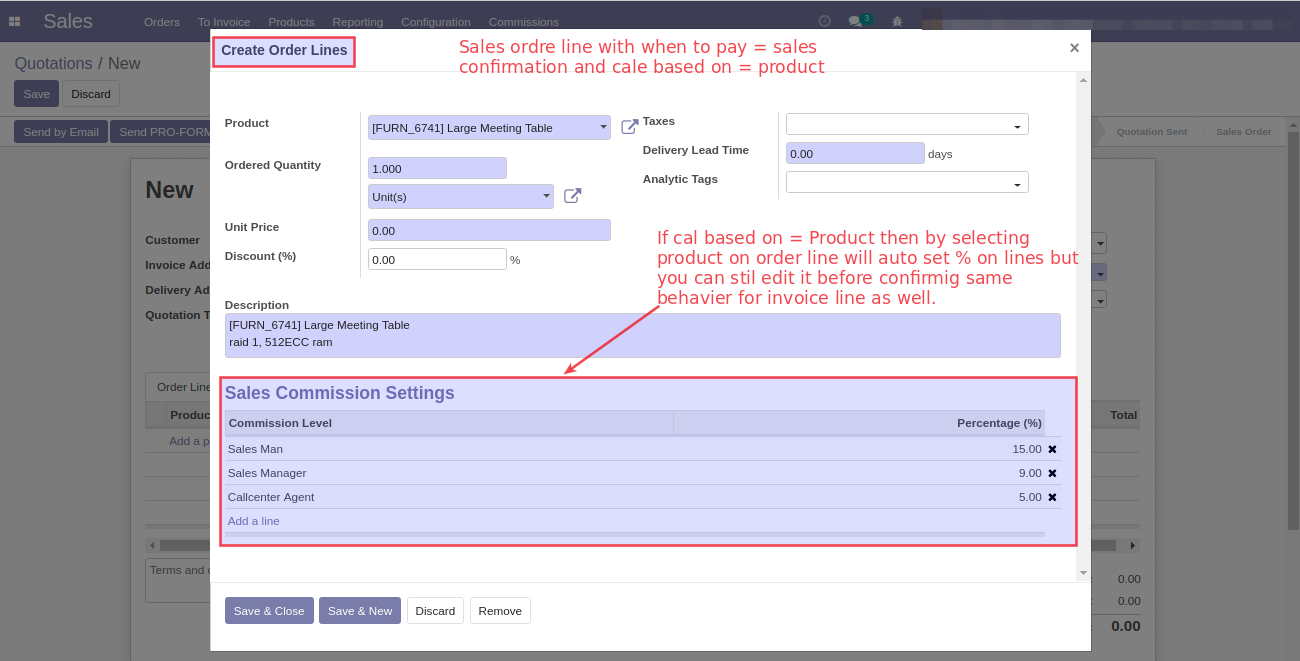 Sales
Orders To Invoice Products Reporting Configuration Commissions
3
Quotations / New
Save Discard
Send by Email Send PRO-FORM
Quotation Sent Sales Order
New
Customer
Invoice Add
Delivery Ad
Quotation T
Order Line
Produc
Total
Add a p
Terms and c
0.00
0.00
0.00
Create Order Lines
×
Sales ordre line with when to pay = sales
confirmation and cale based on = product
Product
[FURN_6741] Large Meeting Table
Ordered Quantity
1.000
Unit(s)
Unit Price
0.00
Discount (%)
0.00 %
Taxes
Delivery Lead Time
0.00 days
Analytic Tags
If cal based on = Product then by selecting
product on order line will auto set % on lines but
you can stil edit it before confirmig same
behavier for invoice line as well.
Description
[FURN_6741] Large Meeting Table
raid 1, 512ECC ram
Sales Commission Settings
Commission Level Percentage (%)
Sales Man 15.00
Sales Manager 9.00
Callcenter Agent 5.00
Add a line
Save & Close Save & New Discard Remove